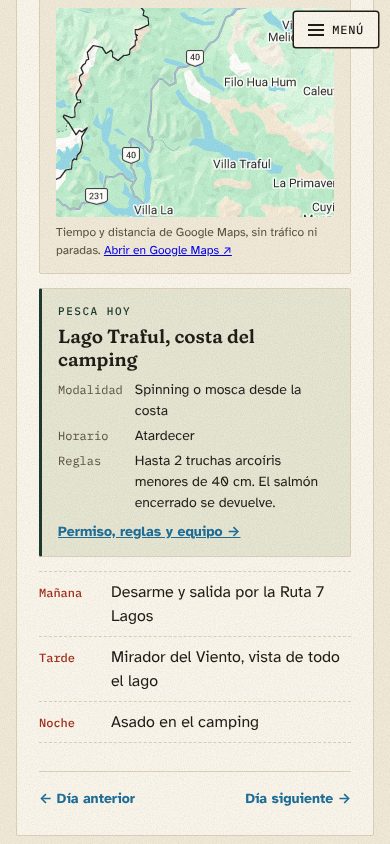 Vi
Meli
MENÚ
40
Filo Hua Hum
Caleu
40
Villa Traful
La Primaver
231
Villa La
Cuyi
Tiempo y distancia de Google Maps, sin tráfico ni
paradas. Abrir en Google Maps ↗
PESCA HOY
Lago Traful, costa del
camping
Modalidad Spinning o mosca desde la
costa
Horario Atardecer
Reglas Hasta 2 truchas arcoíris
menores de 40 cm. El salmón
encerrado se devuelve.
Permiso, reglas y equipo →
Mañana Desarme y salida por la Ruta 7
Lagos
Tarde Mirador del Viento, vista de todo
el lago
Noche Asado en el camping
← Día anterior Día siguiente →